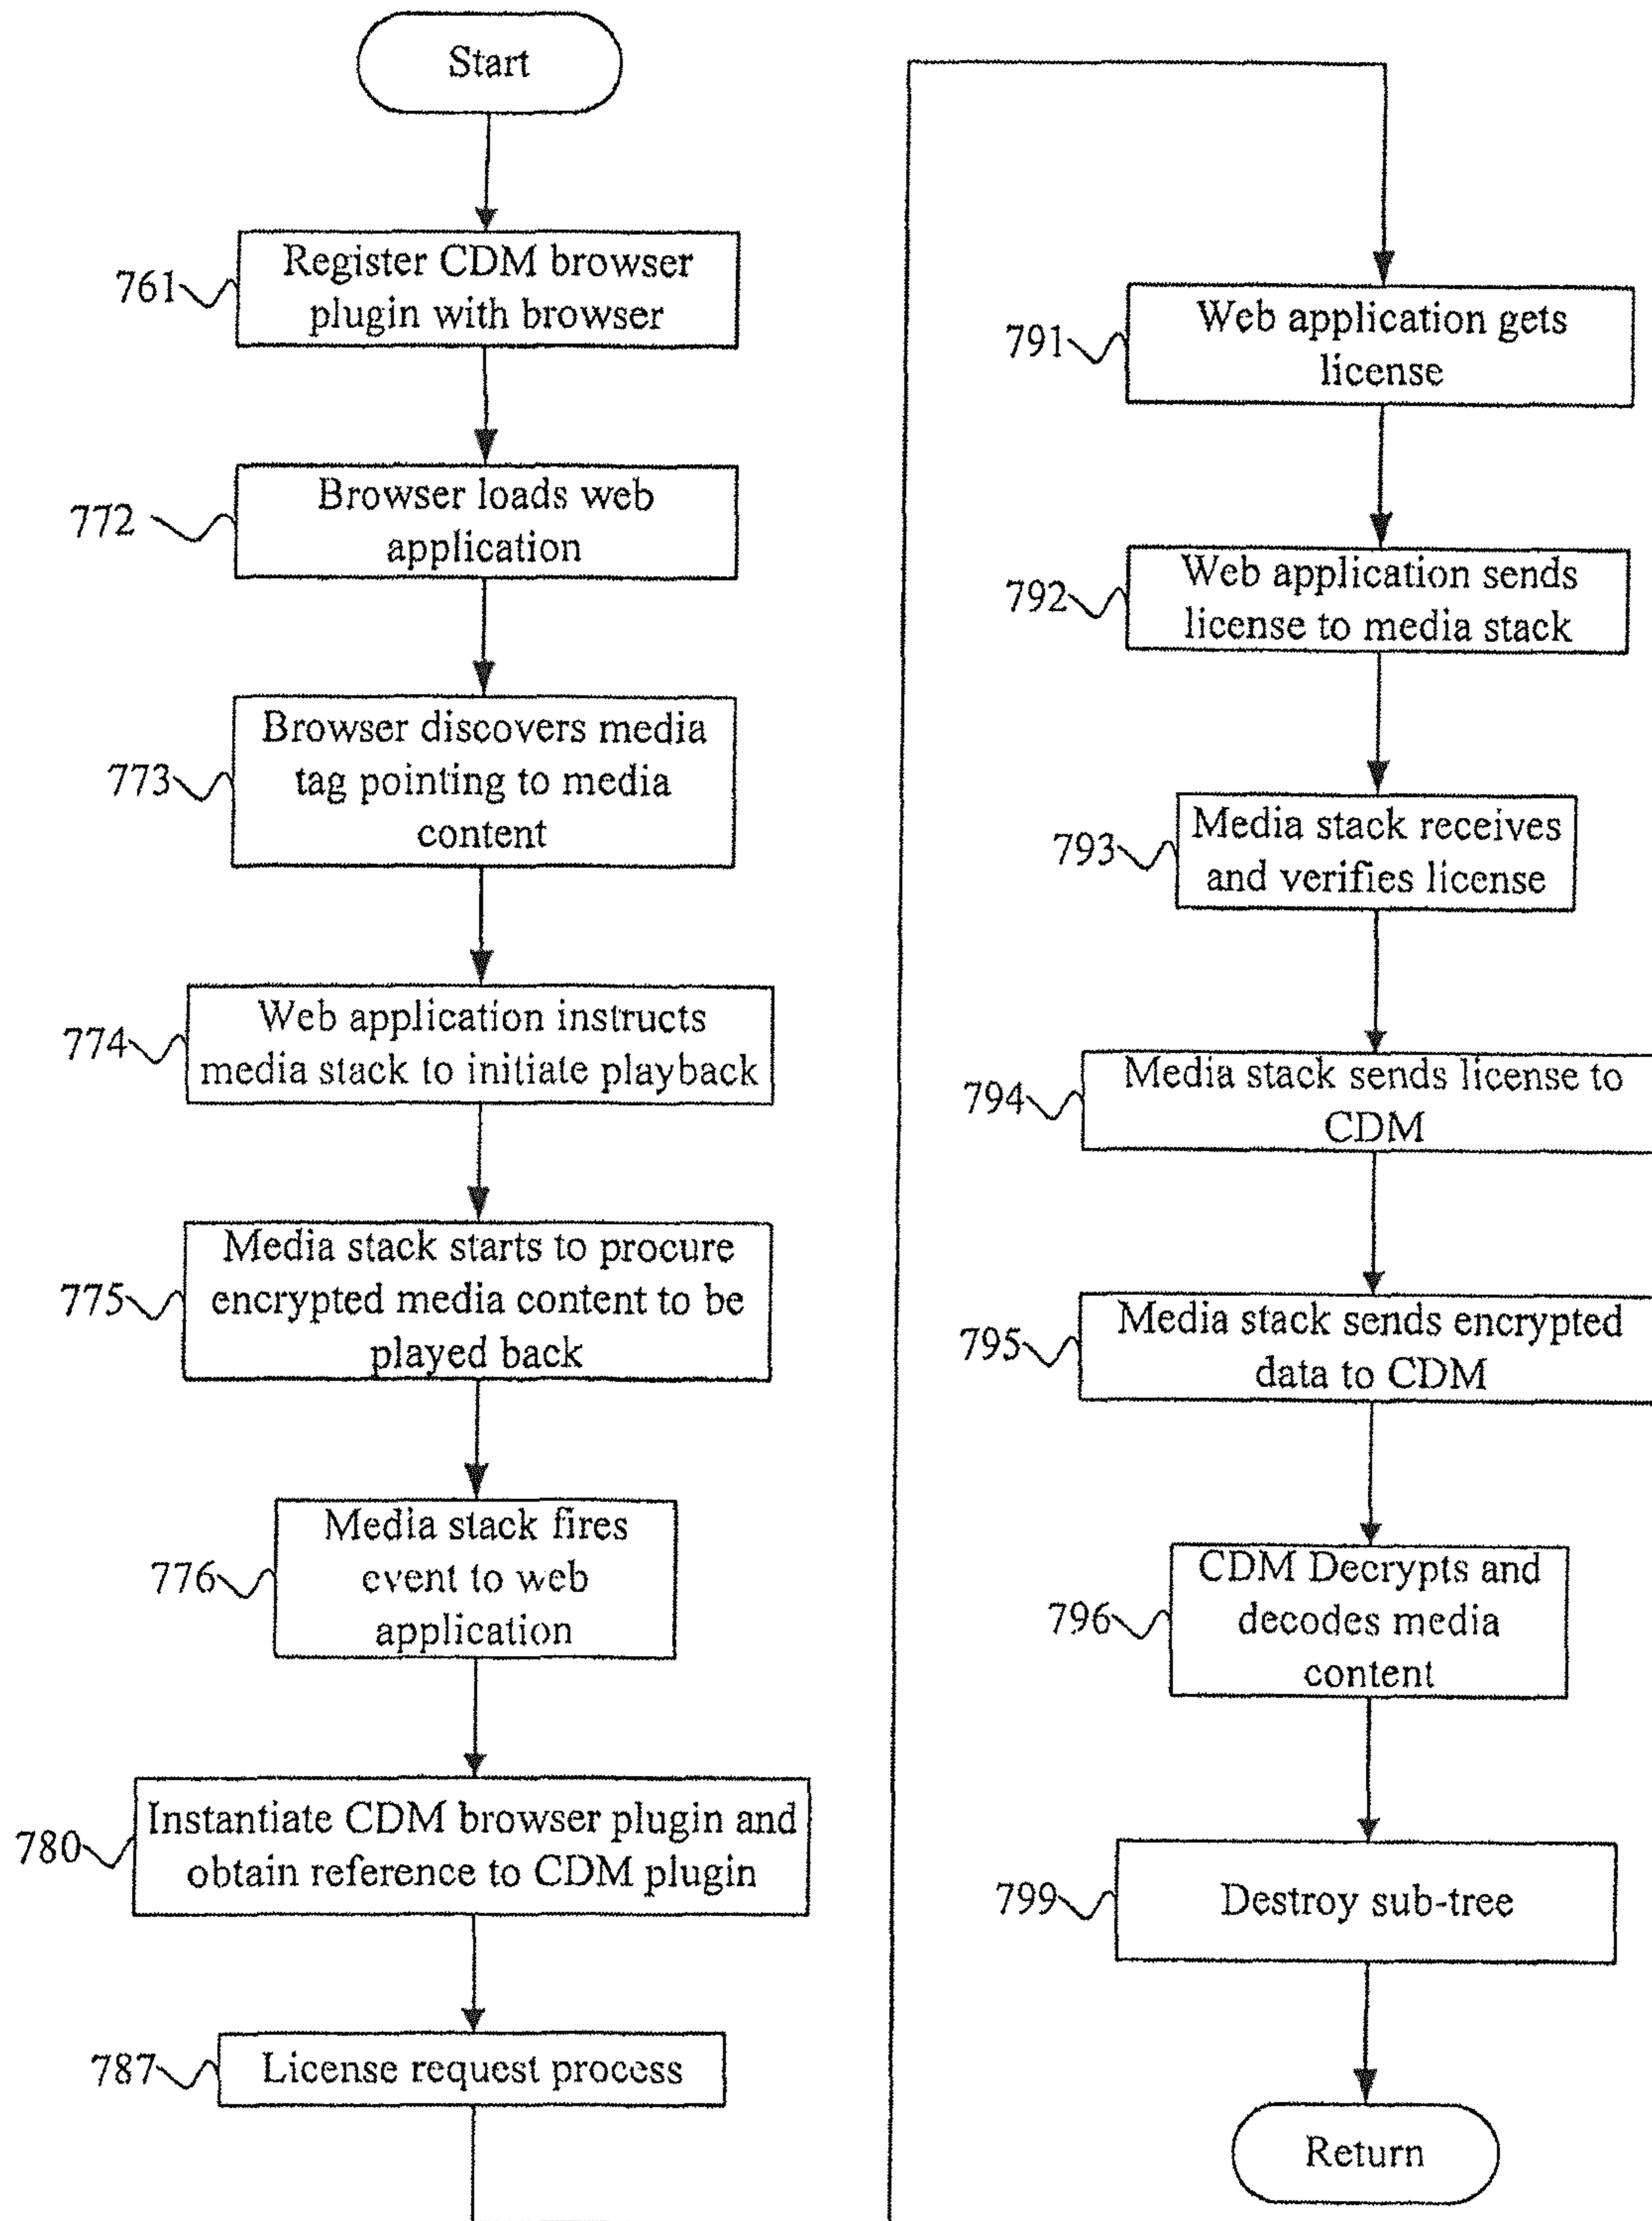 Start
761
Register CDM browser
plugin with browser
772
Browser loads web
application
773
Browser discovers media
tag pointing to media
content
774
Web application instructs
media stack to initiate playback
775
Media stack starts to procure
encrypted media content to be
played back
776
Media stack fires
event to web
application
780
Instantiate CDM browser plugin and
obtain reference to CDM plugin
787
License request process
791
Web application gets
license
792
Web application sends
license to media stack
793
Media stack receives
and verifies license
794
Media stack sends license to
CDM
795
Media stack sends encrypted
data to CDM
796
CDM Decrypts and
decodes media
content
799
Destroy sub-tree
Return